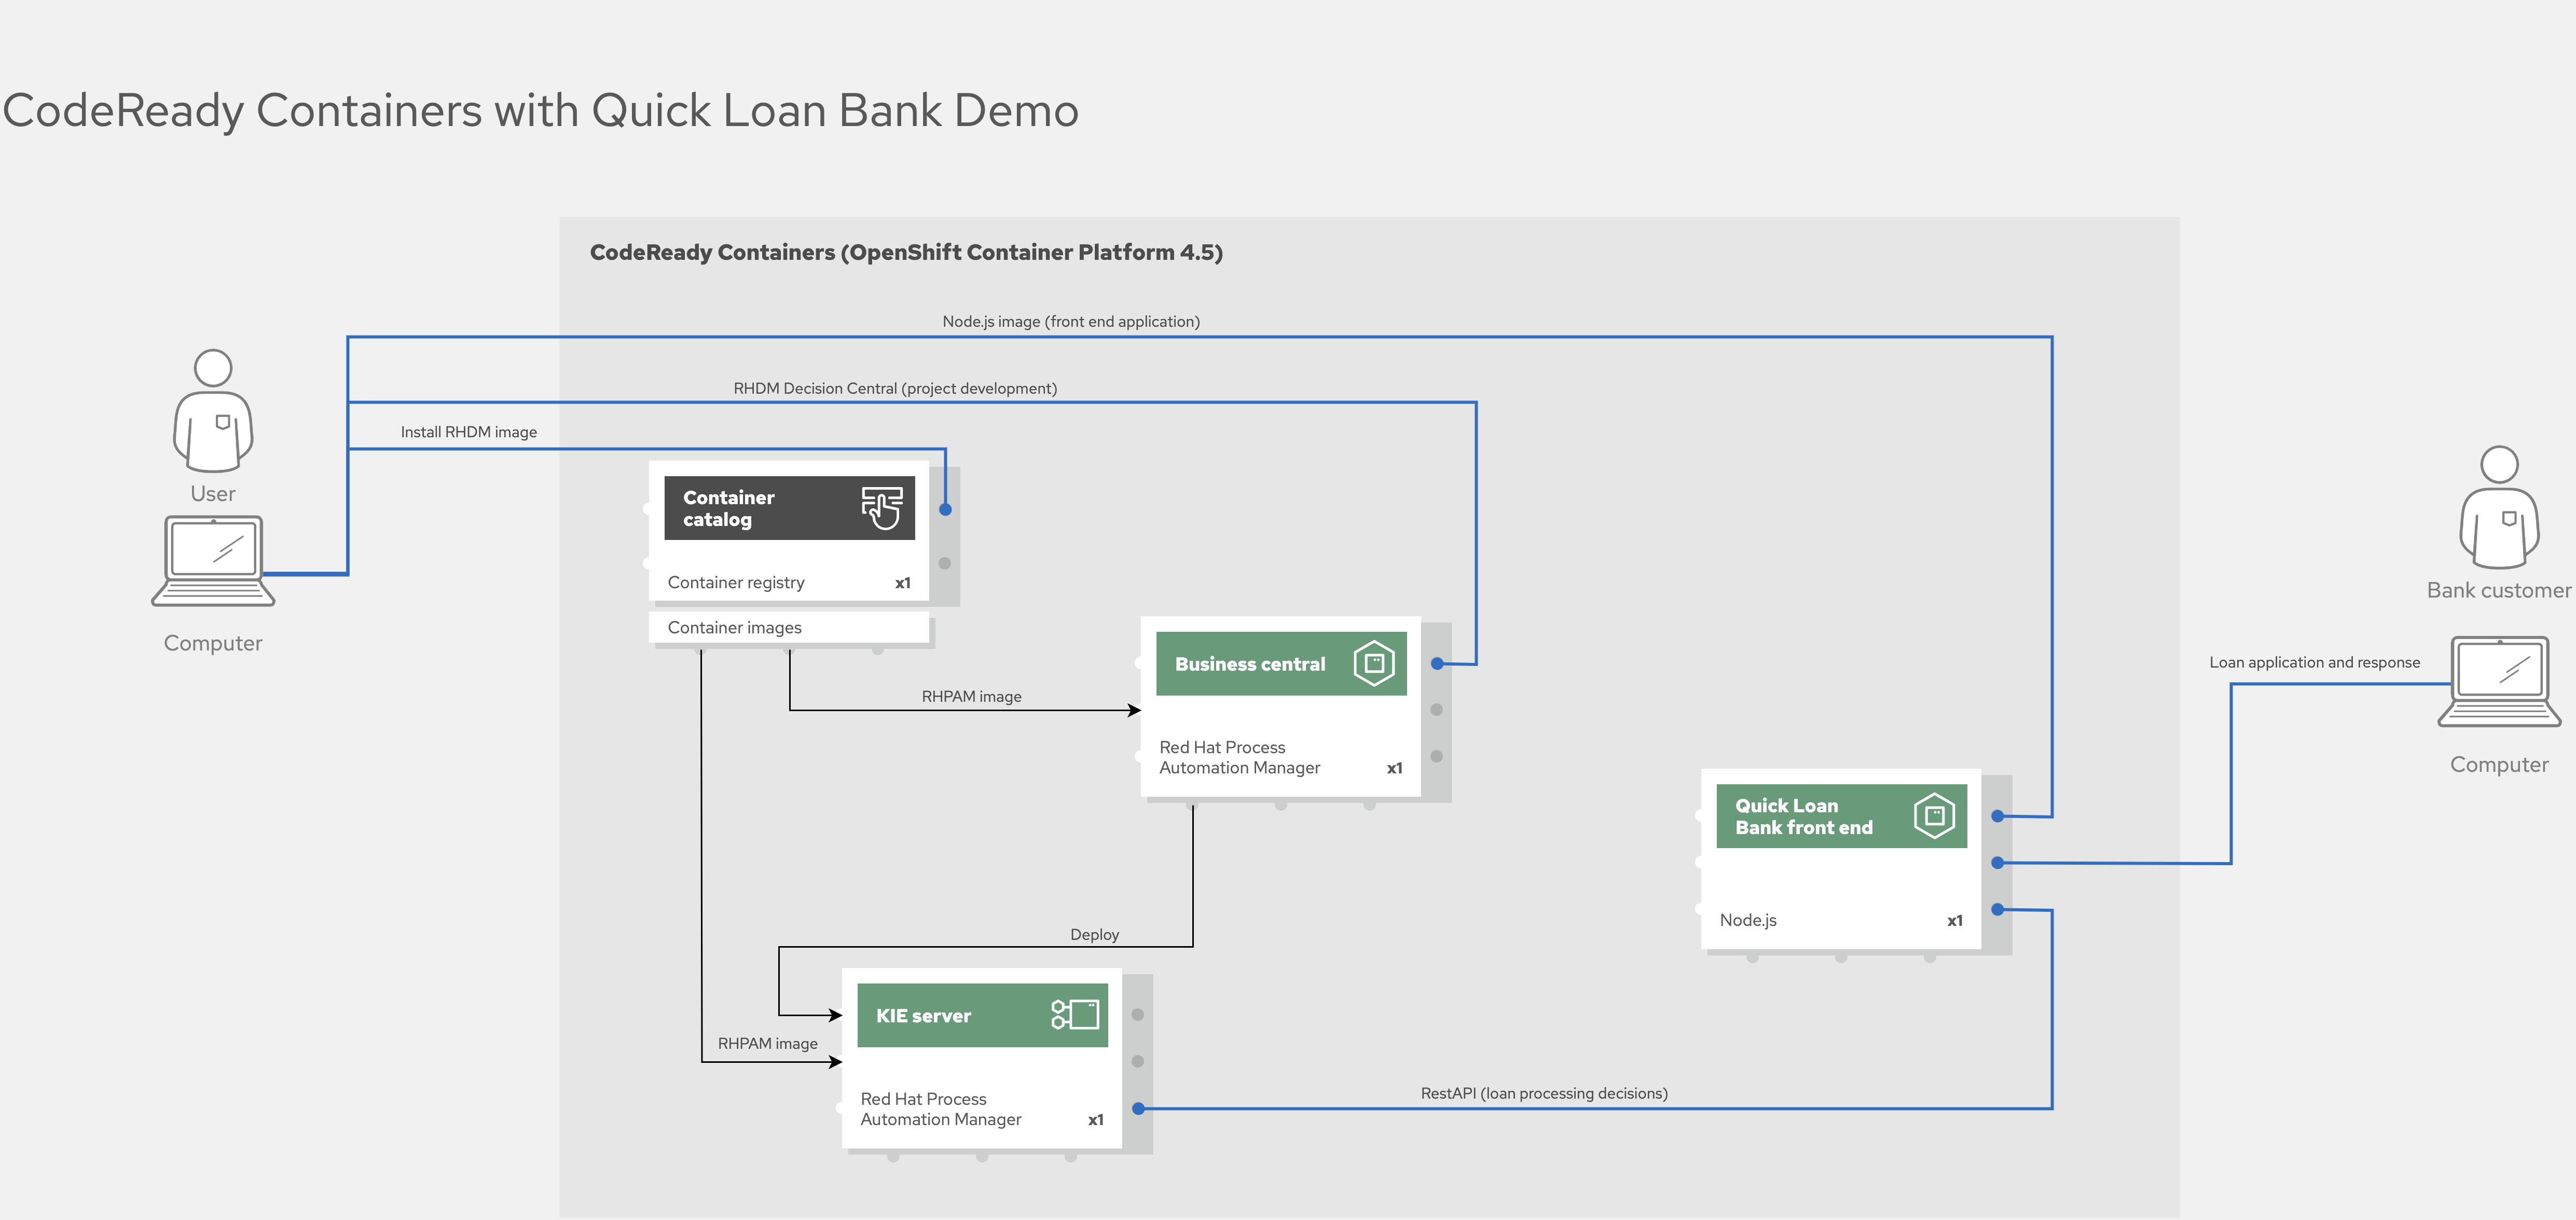 CodeReady Containers with Quick Loan Bank Demo
CodeReady Containers (OpenShift Container Platform 4.5)
Node.js image (front end application)
RHDM Decision Central (project development)
Install RHDM image
User
Computer
Container
catalog
Container registry
x1
Container images
RHPAM image
Business central
Red Hat Process
Automation Manager
x1
Deploy
KIE server
RHPAM image
Red Hat Process
Automation Manager
x1
RestAPI (loan processing decisions)
Quick Loan
Bank front end
Node.js
x1
Bank customer
Loan application and response
Computer